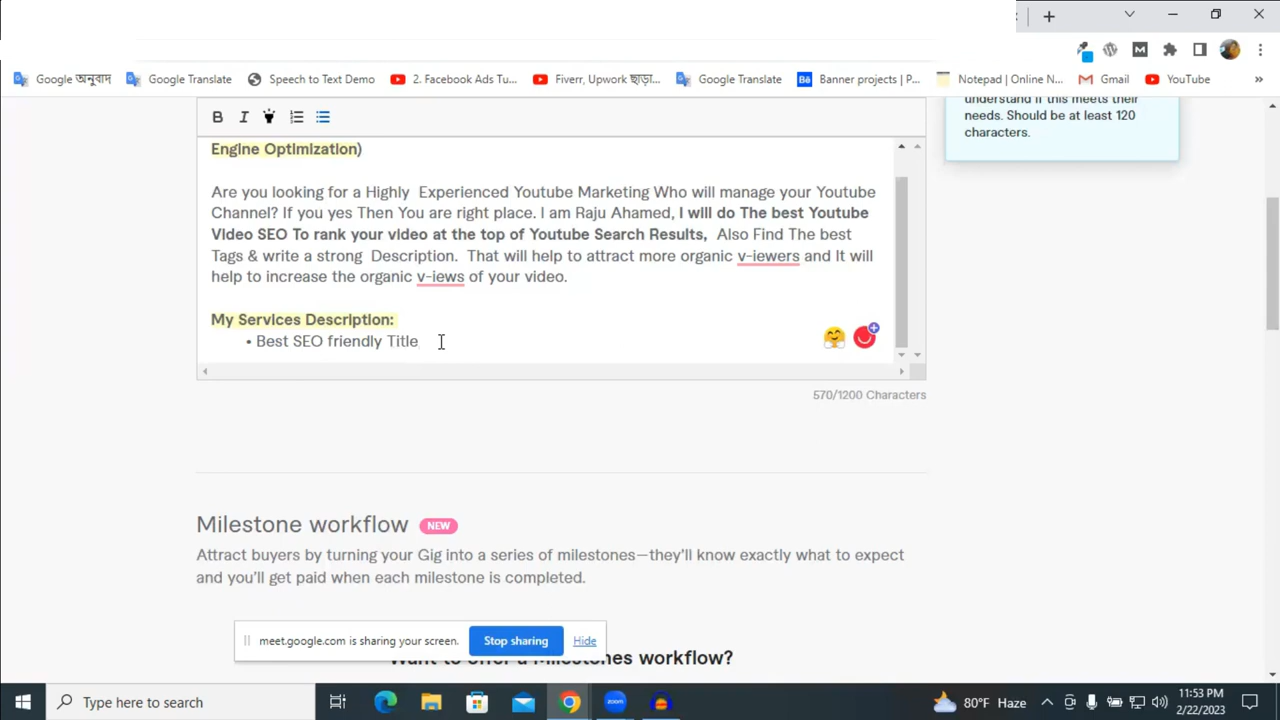 Google অনুবাদ Google Translate Speech to Text Demo 2. Facebook Ads Tu... Fiverr, Upwork ছাড়া... Google Translate Bē Banner projects | P... Notepad | Online N... Gmail YouTube »
understand if this meets their
needs. Should be at least 120
characters.
B I
Engine Optimization)
Are you looking for a Highly Experienced Youtube Marketing Who will manage your Youtube
Channel? If you yes Then You are right place. I am Raju Ahamed, I will do The best Youtube
Video SEO To rank your video at the top of Youtube Search Results, Also Find The best
Tags & write a strong Description. That will help to attract more organic v-iewers and It will
help to increase the organic v-iews of your video.
My Services Description:
• Best SEO friendly Title
570/1200 Characters
Milestone workflow NEW
Attract buyers by turning your Gig into a series of milestones—they'll know exactly what to expect
and you'll get paid when each milestone is completed.
meet.google.com is sharing your screen. Stop sharing Hide
Want to offer a Milestones workflow?
Type here to search
zoom
80°F Haze
11:53 PM
2/22/2023